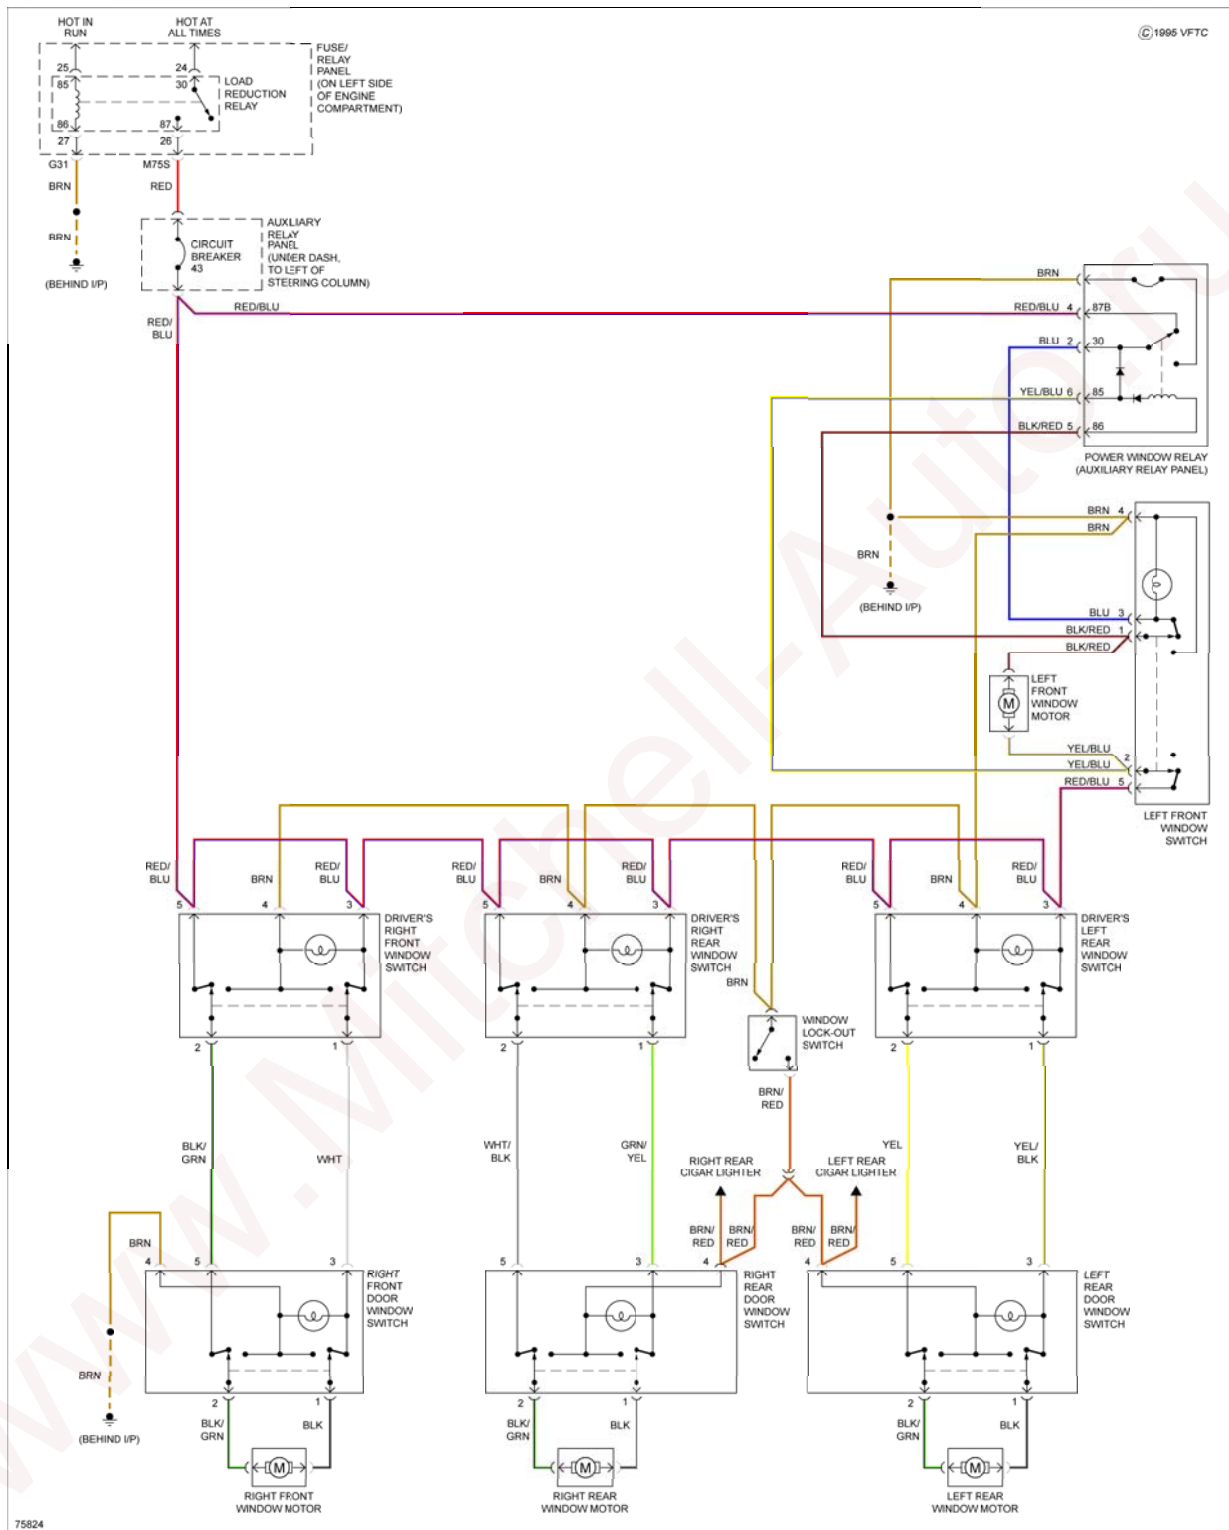 HOT IN
RUN
HOT AT
ALL TIMES
©1995 VFTC
25
24
85
30
LOAD
REDUCTION
RELAY
86
87
27
26
FUSE/
RELAY
PANEL
(ON LEFT SIDE
OF ENGINE
COMPARTMENT)
G31
M75S
BRN
RED
BRN
(BEHIND I/P)
CIRCUIT
BREAKER
43
AUXLIARY
RELAY
PANEL
(UNDER DASH,
TO LEFT OF
STEERING COLUMN)
RED/BLU
RED/
BLU
BRN
RED/BLU 4
87B
BLU 2
30
YEL/BLU 6
85
BLK/RED 5
86
POWER WINDOW RELAY
(AUXILIARY RELAY PANEL)
BRN 4
BRN
BRN
(BEHIND I/P)
BLU 3
BLK/RED 1
BLK/RED
M
LEFT
FRONT
WINDOW
MOTOR
YEL/BLU
2
YEL/BLU
RED/BLU 5
LEFT FRONT
WINDOW
SWITCH
RED/
BLU
BRN
RED/
BLU
RED/
BLU
BRN
RED/
BLU
RED/
BLU
BRN
RED/
BLU
5
4
3
5
4
3
5
4
3
DRIVER'S
RIGHT
FRONT
WINDOW
SWITCH
DRIVER'S
RIGHT
REAR
WINDOW
SWITCH
DRIVER'S
LEFT
REAR
WINDOW
SWITCH
BRN
WINDOW
LOCK-OUT
SWITCH
2
1
2
1
2
1
BRN/
RED
BLK/
GRN
WHT
WHT/
BLK
GRN/
YEL
YEL
YEL/
BLK
RIGHT REAR
CIGAR LIGHTER
LEFT REAR
CIGAR LIGHTER
BRN/
RED
BRN/
RED
BRN/
RED
BRN/
RED
BRN
4
5
3
5
3
4
4
5
3
RIGHT
FRONT
DOOR
WINDOW
SWITCH
RIGHT
REAR
DOOR
WINDOW
SWITCH
LEFT
REAR
DOOR
WINDOW
SWITCH
BRN
(BEHIND I/P)
2
1
2
1
2
1
BLK/
GRN
BLK
BLK/
GRN
BLK
BLK/
GRN
BLK
M
M
M
RIGHT FRONT
WINDOW MOTOR
RIGHT REAR
WINDOW MOTOR
LEFT REAR
WINDOW MOTOR
75824
www.Mitchell-Auto.ru